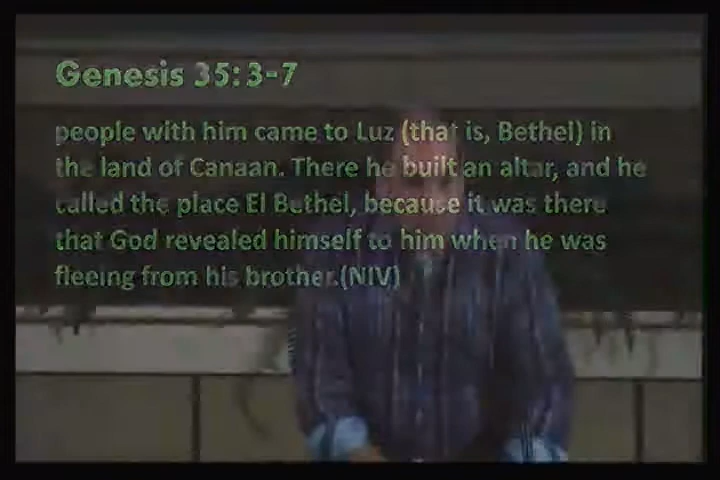 Genesis 35:3-7
people with him came to Luz (that is, Bethel) in
the land of Canaan. There he built an altar, and he
called the place El Bethel, because it was there
that God revealed himself to him when he was
fleeing from his brother.(NIV)